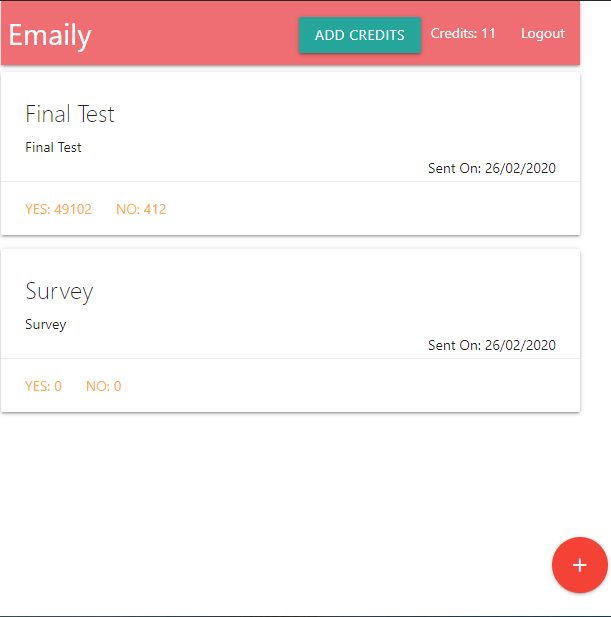 Emaily
ADD CREDITS Credits: 11 Logout
Final Test
Final Test
Sent On: 26/02/2020
YES: 49102 NO: 412
Survey
Survey
Sent On: 26/02/2020
YES: 0 NO: 0
+